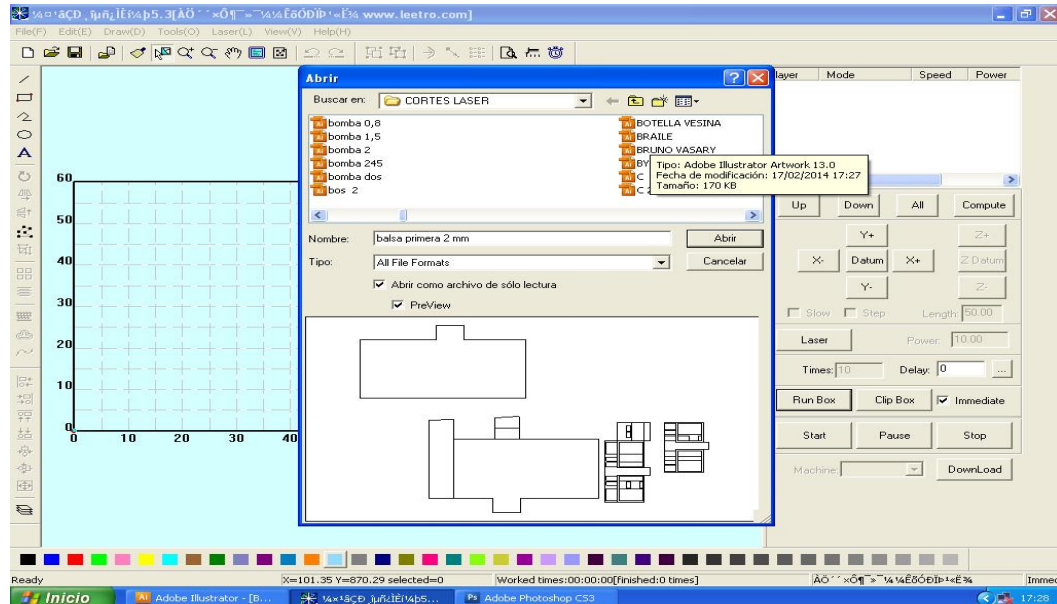 www.leetro.com]
File(F) Edit(E) Draw(D) Tools(O) Laser(L) View(V) Help(H)
Abrir
Buscar en: CORTES LASER
bomba 0,8
bomba 1,5
bomba 2
bomba 245
bomba dos
bos 2
BOTELLA VESINA
BRAILE
BRUNO VASARY
BY
C
C 2
Tipo: Adobe Illustrator Artwork 13.0
Fecha de modificación: 17/02/2014 17:27
Tamaño: 170 KB
Nombre: balsa primera 2 mm Abrir
Tipo: All File Formats Cancelar
Abrir como archivo de sólo lectura
PreView
60
50
40
30
20
10
0
0 10 20 30 40
layer Mode Speed Power
Up Down All Compute
Y+ Z+
X- Datum X+ Z Datum
Y- Z-
Slow Step Length: 50.00
Laser Power: 10.00
Times: 10 Delay: 0 ...
Run Box Clip Box Immediate
Start Pause Stop
Machine: DownLoad
Ready X=101.35 Y=870.29 selected=0 Worked times:00:00:00[finished:0 times] Immed
Inicio Adobe Illustrator - [B... Adobe Photoshop CS3 17:28